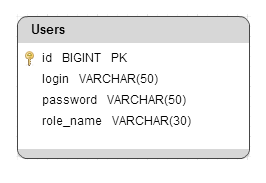 Users
id BIGINT PK
login VARCHAR(50)
password VARCHAR(50)
role_name VARCHAR(30)